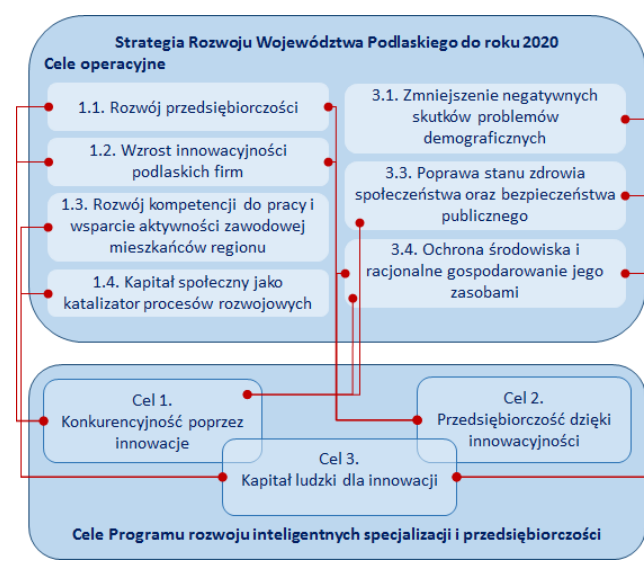 Strategia Rozwoju Województwa Podlaskiego do roku 2020
Cele operacyjne
1.1. Rozwój przedsiębiorczości
1.2. Wzrost innowacyjności
podlaskich firm
1.3. Rozwój kompetencji do pracy i
wsparcie aktywności zawodowej
mieszkańców regionu
1.4. Kapitał społeczny jako
katalizator procesów rozwojowych
3.1. Zmniejszenie negatywnych
skutków problemów
demograficznych
3.3. Poprawa stanu zdrowia
społeczeństwa oraz bezpieczeństwa
publicznego
3.4. Ochrona środowiska i
racjonalne gospodarowanie jego
zasobami
Cel 1.
Konkurencyjność poprzez
innowacje
Cel 2.
Przedsiębiorczość dzięki
innowacyjności
Cel 3.
Kapitał ludzki dla innowacji
Cele Programu rozwoju inteligentnych specjalizacji i przedsiębiorczości